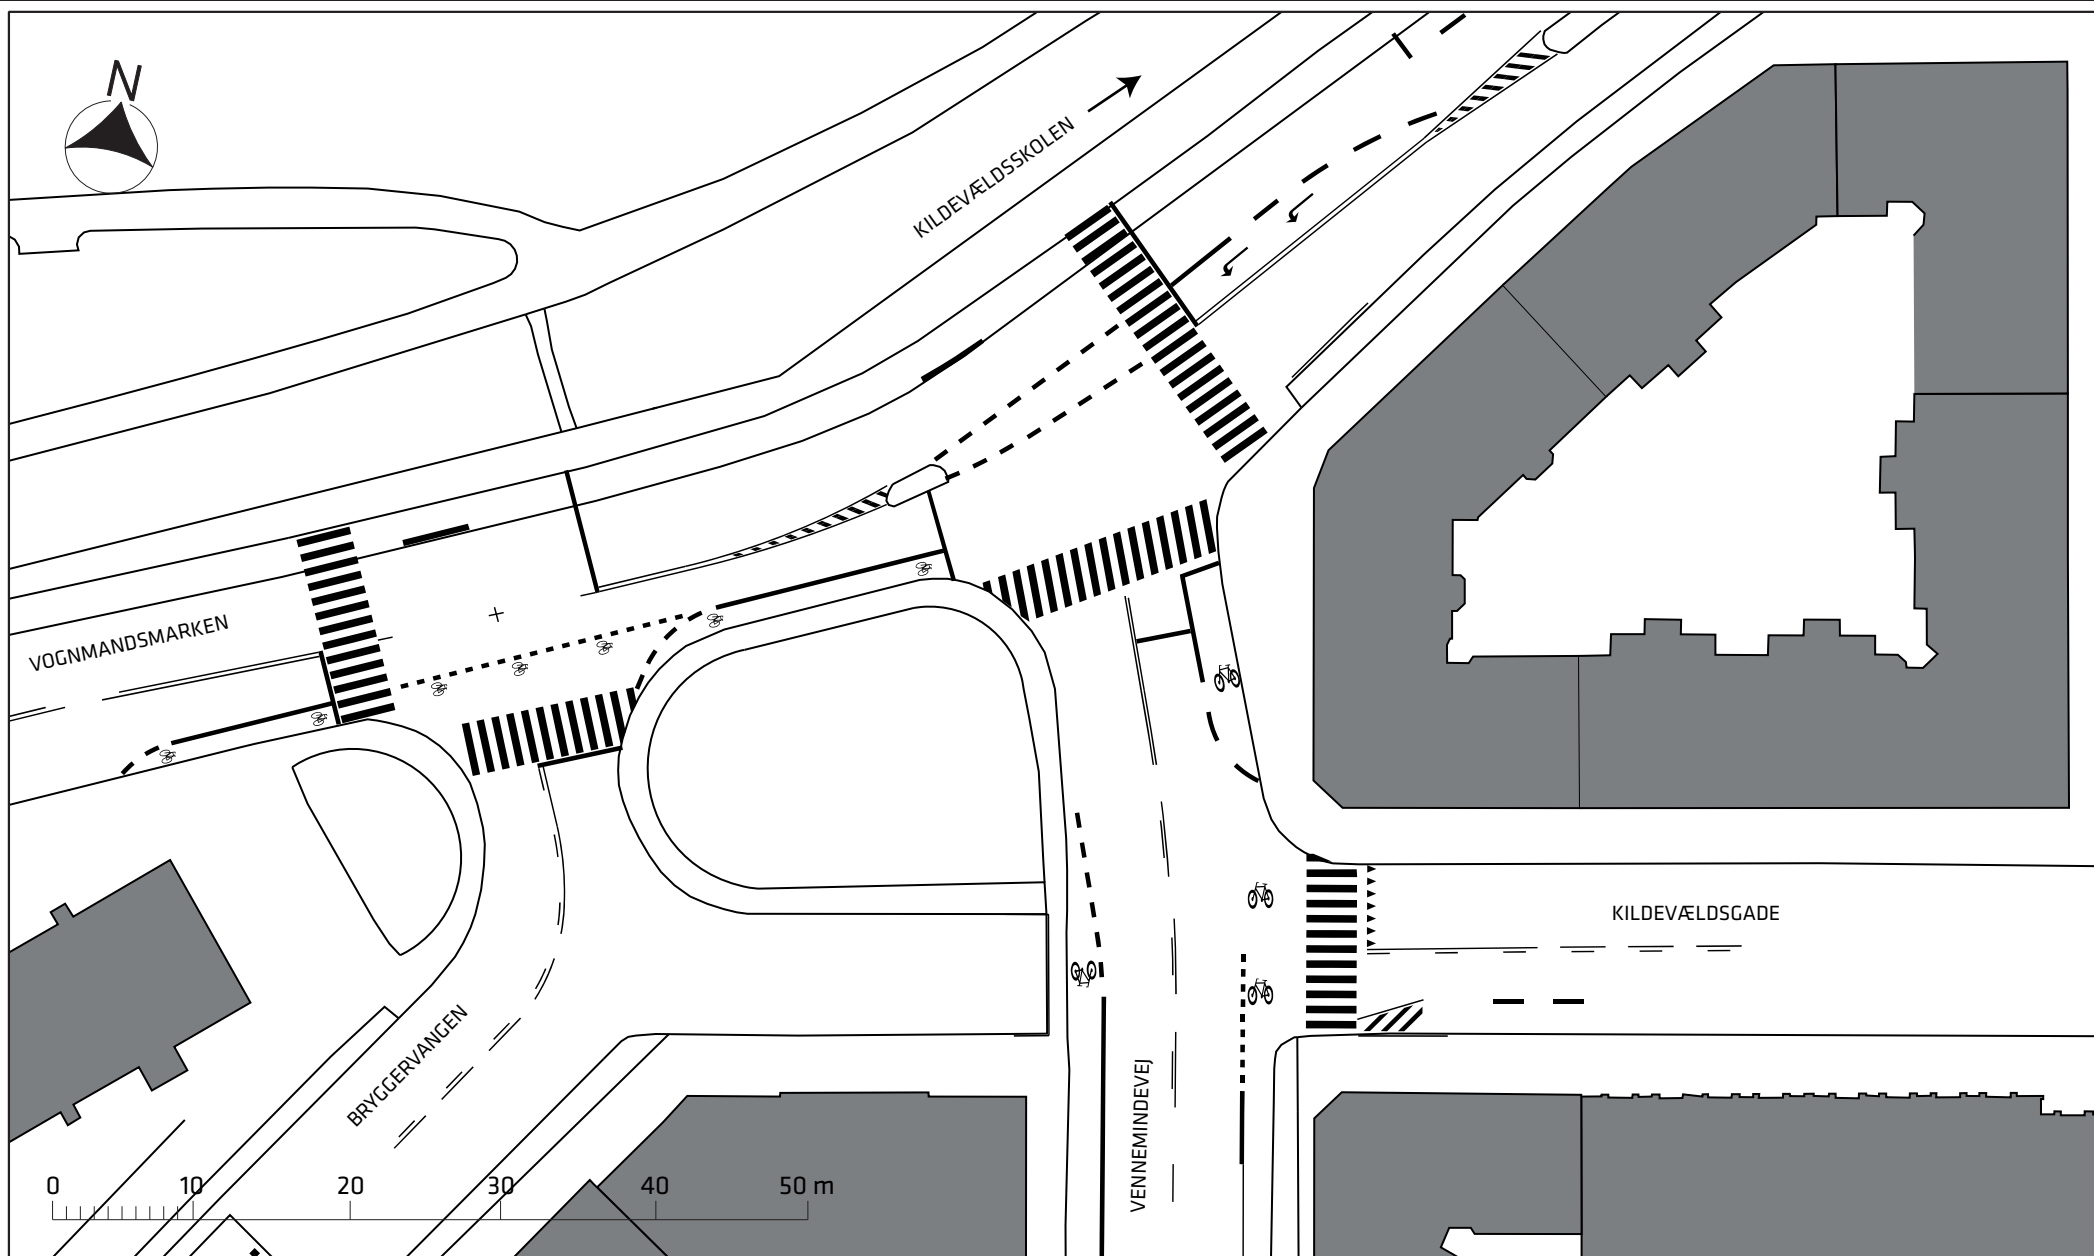 N
KILDEVÆLDSSKOLEN
VOGNMANDSMARKEN
KILDEVÆLDSGADE
BRYGGERVANGEN
VENNEMINDEVEJ
0 10 20 30 40 50 m